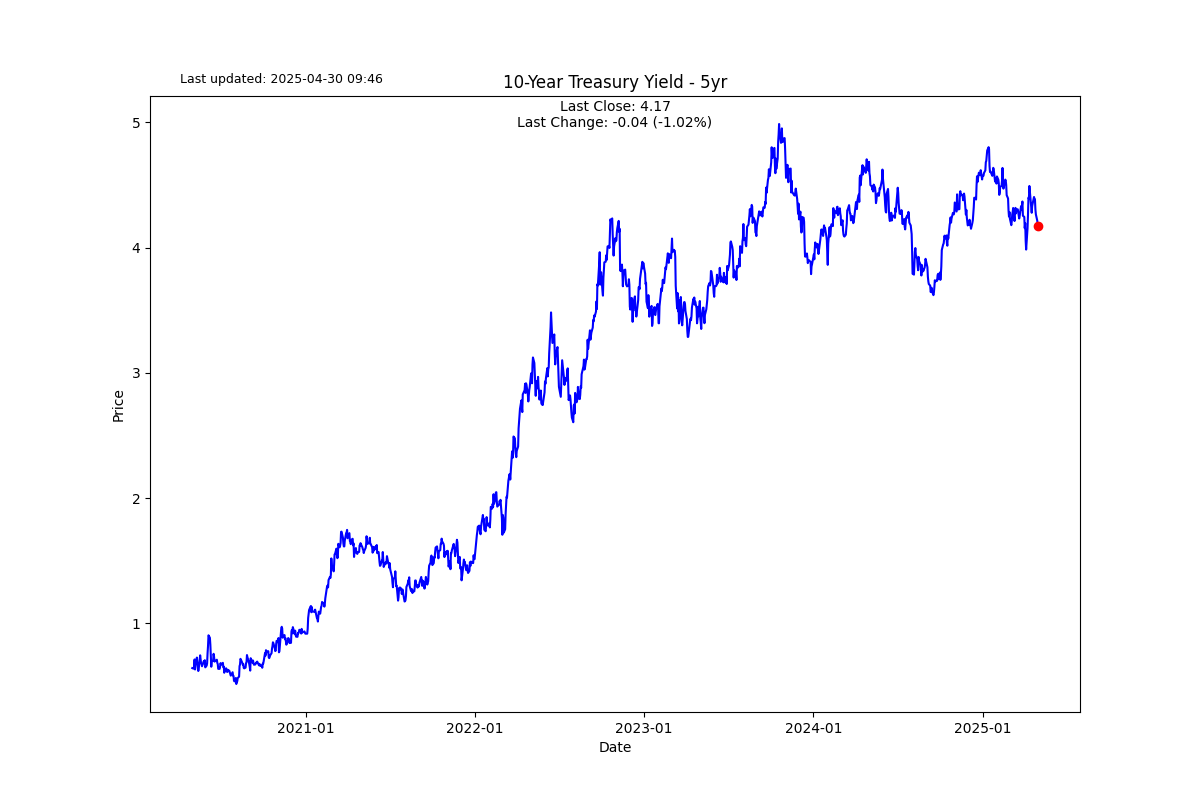 Last updated: 2025-04-30 09:46
10-Year Treasury Yield - 5yr
Last Close: 4.17
Last Change: -0.04 (-1.02%)
5
4
3
2
1
Price
2021-01
2022-01
2023-01
2024-01
2025-01
Date